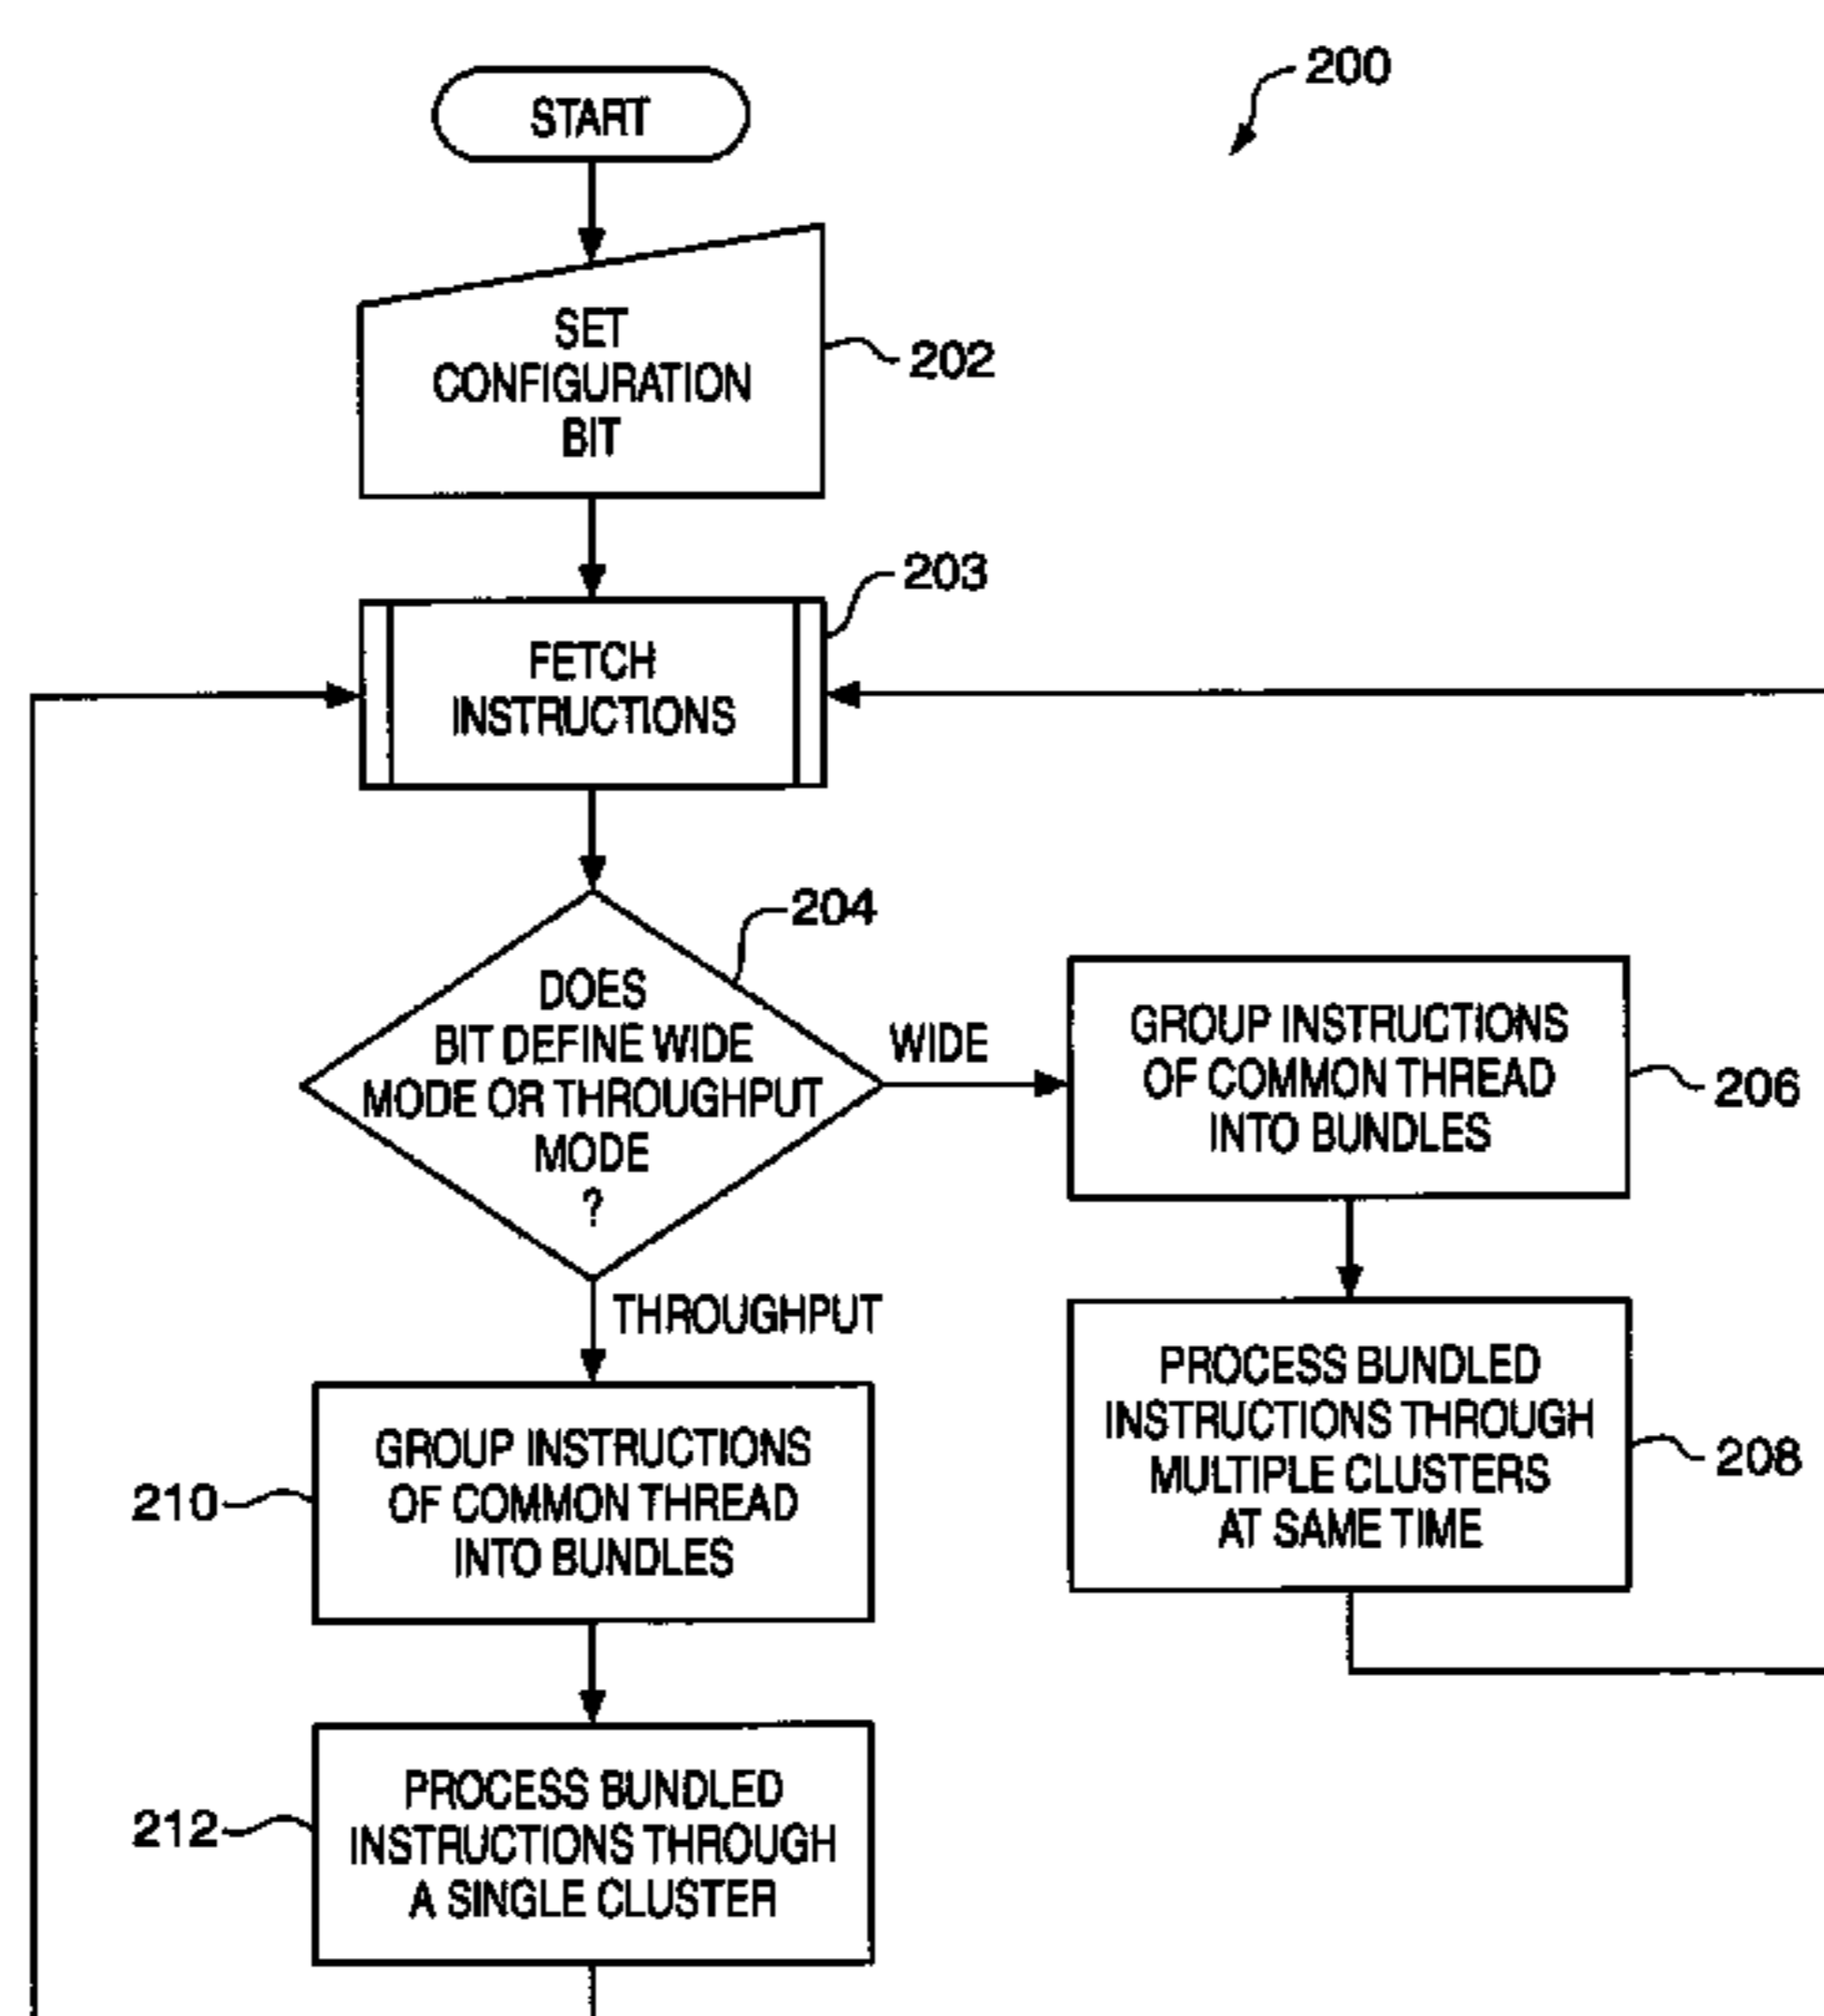 200
START
SET
CONFIGURATION
BIT
202
203
FETCH
INSTRUCTIONS
204
DOES
BIT DEFINE WIDE
MODE OR THROUGHPUT
MODE
?
WIDE
GROUP INSTRUCTIONS
OF COMMON THREAD
INTO BUNDLES
206
THROUGHPUT
PROCESS BUNDLED
INSTRUCTIONS THROUGH
MULTIPLE CLUSTERS
AT SAME TIME
208
210
GROUP INSTRUCTIONS
OF COMMON THREAD
INTO BUNDLES
212
PROCESS BUNDLED
INSTRUCTIONS THROUGH
A SINGLE CLUSTER